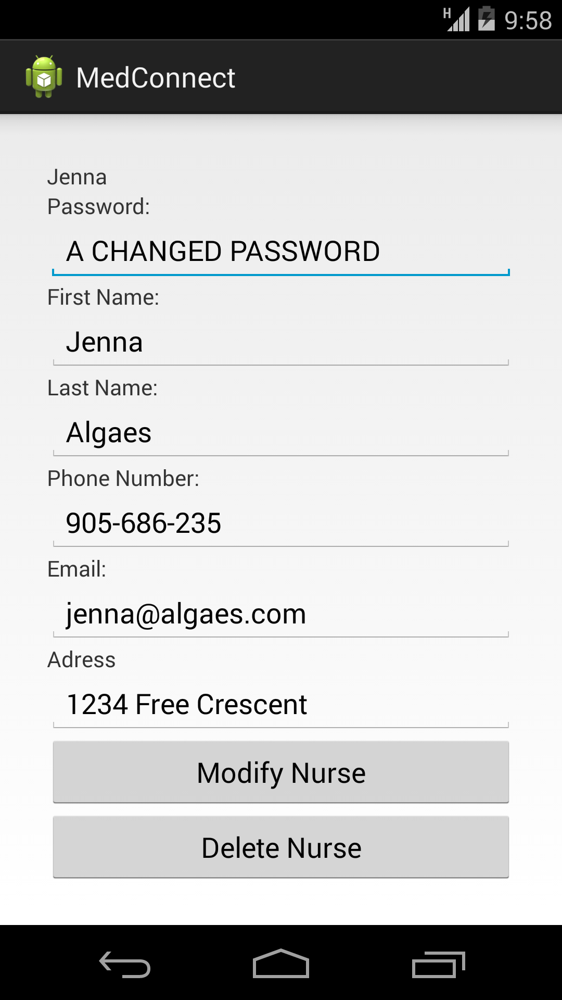 H 9:58
MedConnect
Jenna
Password:
A CHANGED PASSWORD
First Name:
Jenna
Last Name:
Algaes
Phone Number:
905-686-235
Email:
jenna@algaes.com
Adress
1234 Free Crescent
Modify Nurse
Delete Nurse